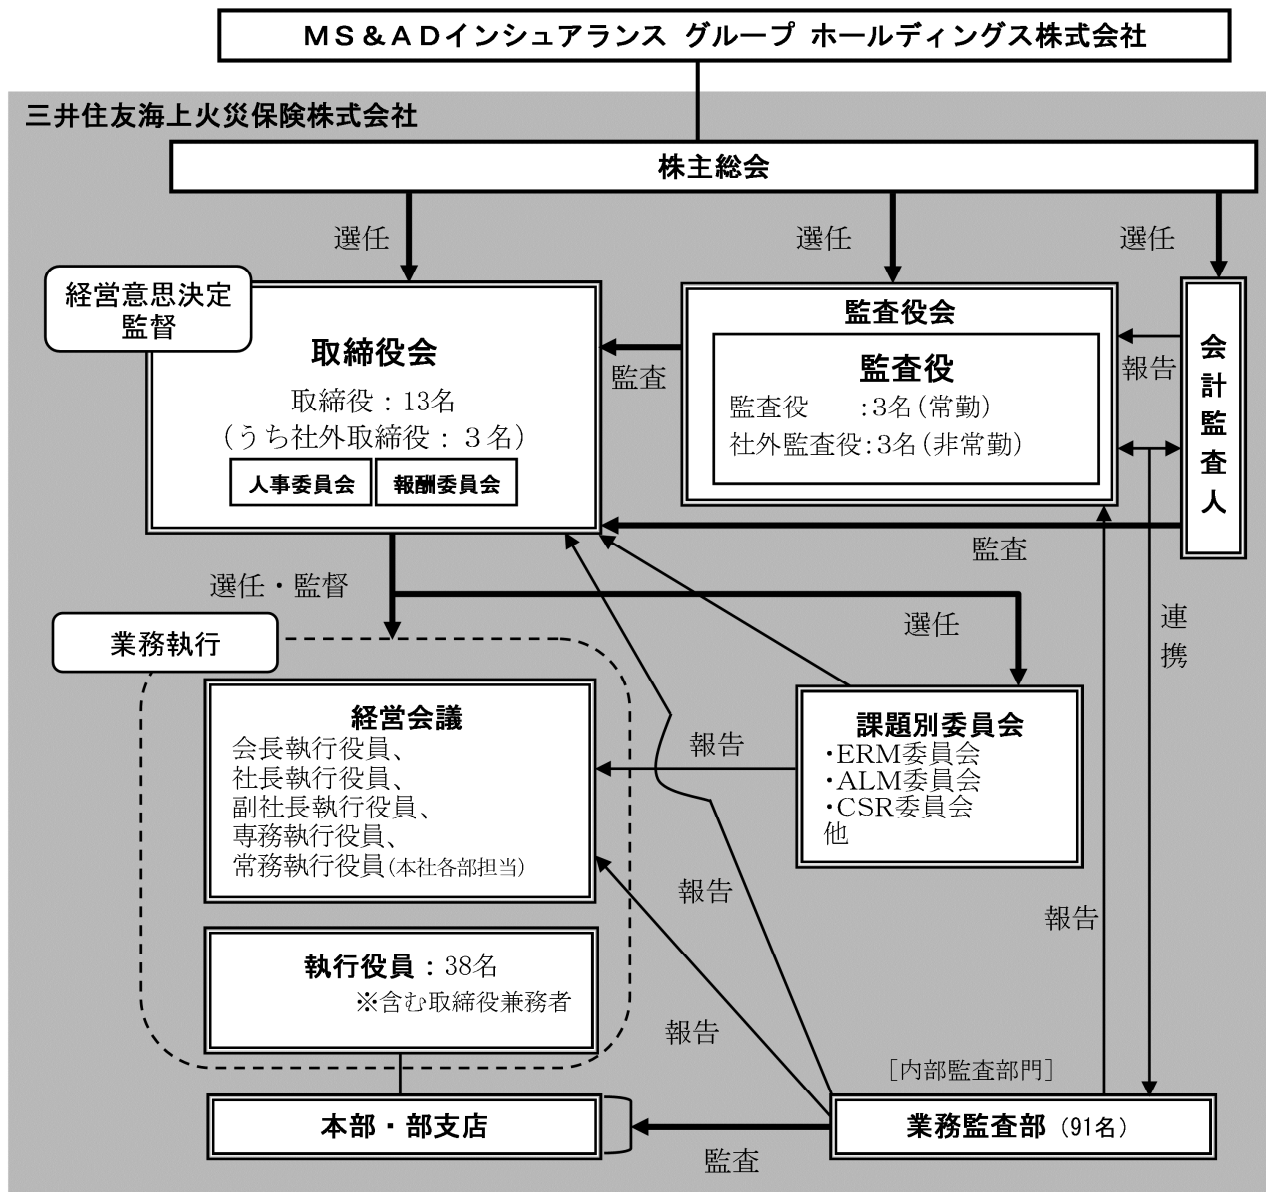 ＭＳ＆ＡＤインシュアランス グループ ホールディングス株式会社
三井住友海上火災保険株式会社
株主総会
選任
選任
選任
経営意思決定
監督
取締役会
取締役：13名
（うち社外取締役：３名）
人事委員会
報酬委員会
監査
監査役会
監査役
監査役　　：3名（常勤）
社外監査役：3名（非常勤）
報告
会計監査人
監査
選任・監督
選任
連携
業務執行
経営会議
会長執行役員、
社長執行役員、
副社長執行役員、
専務執行役員、
常務執行役員（本社各部担当）
報告
課題別委員会
・ERM委員会
・ALM委員会
・CSR委員会
他
報告
報告
報告
執行役員：38名
※含む取締役兼務者
本部・部支店
監査
［内部監査部門］
業務監査部（91名）